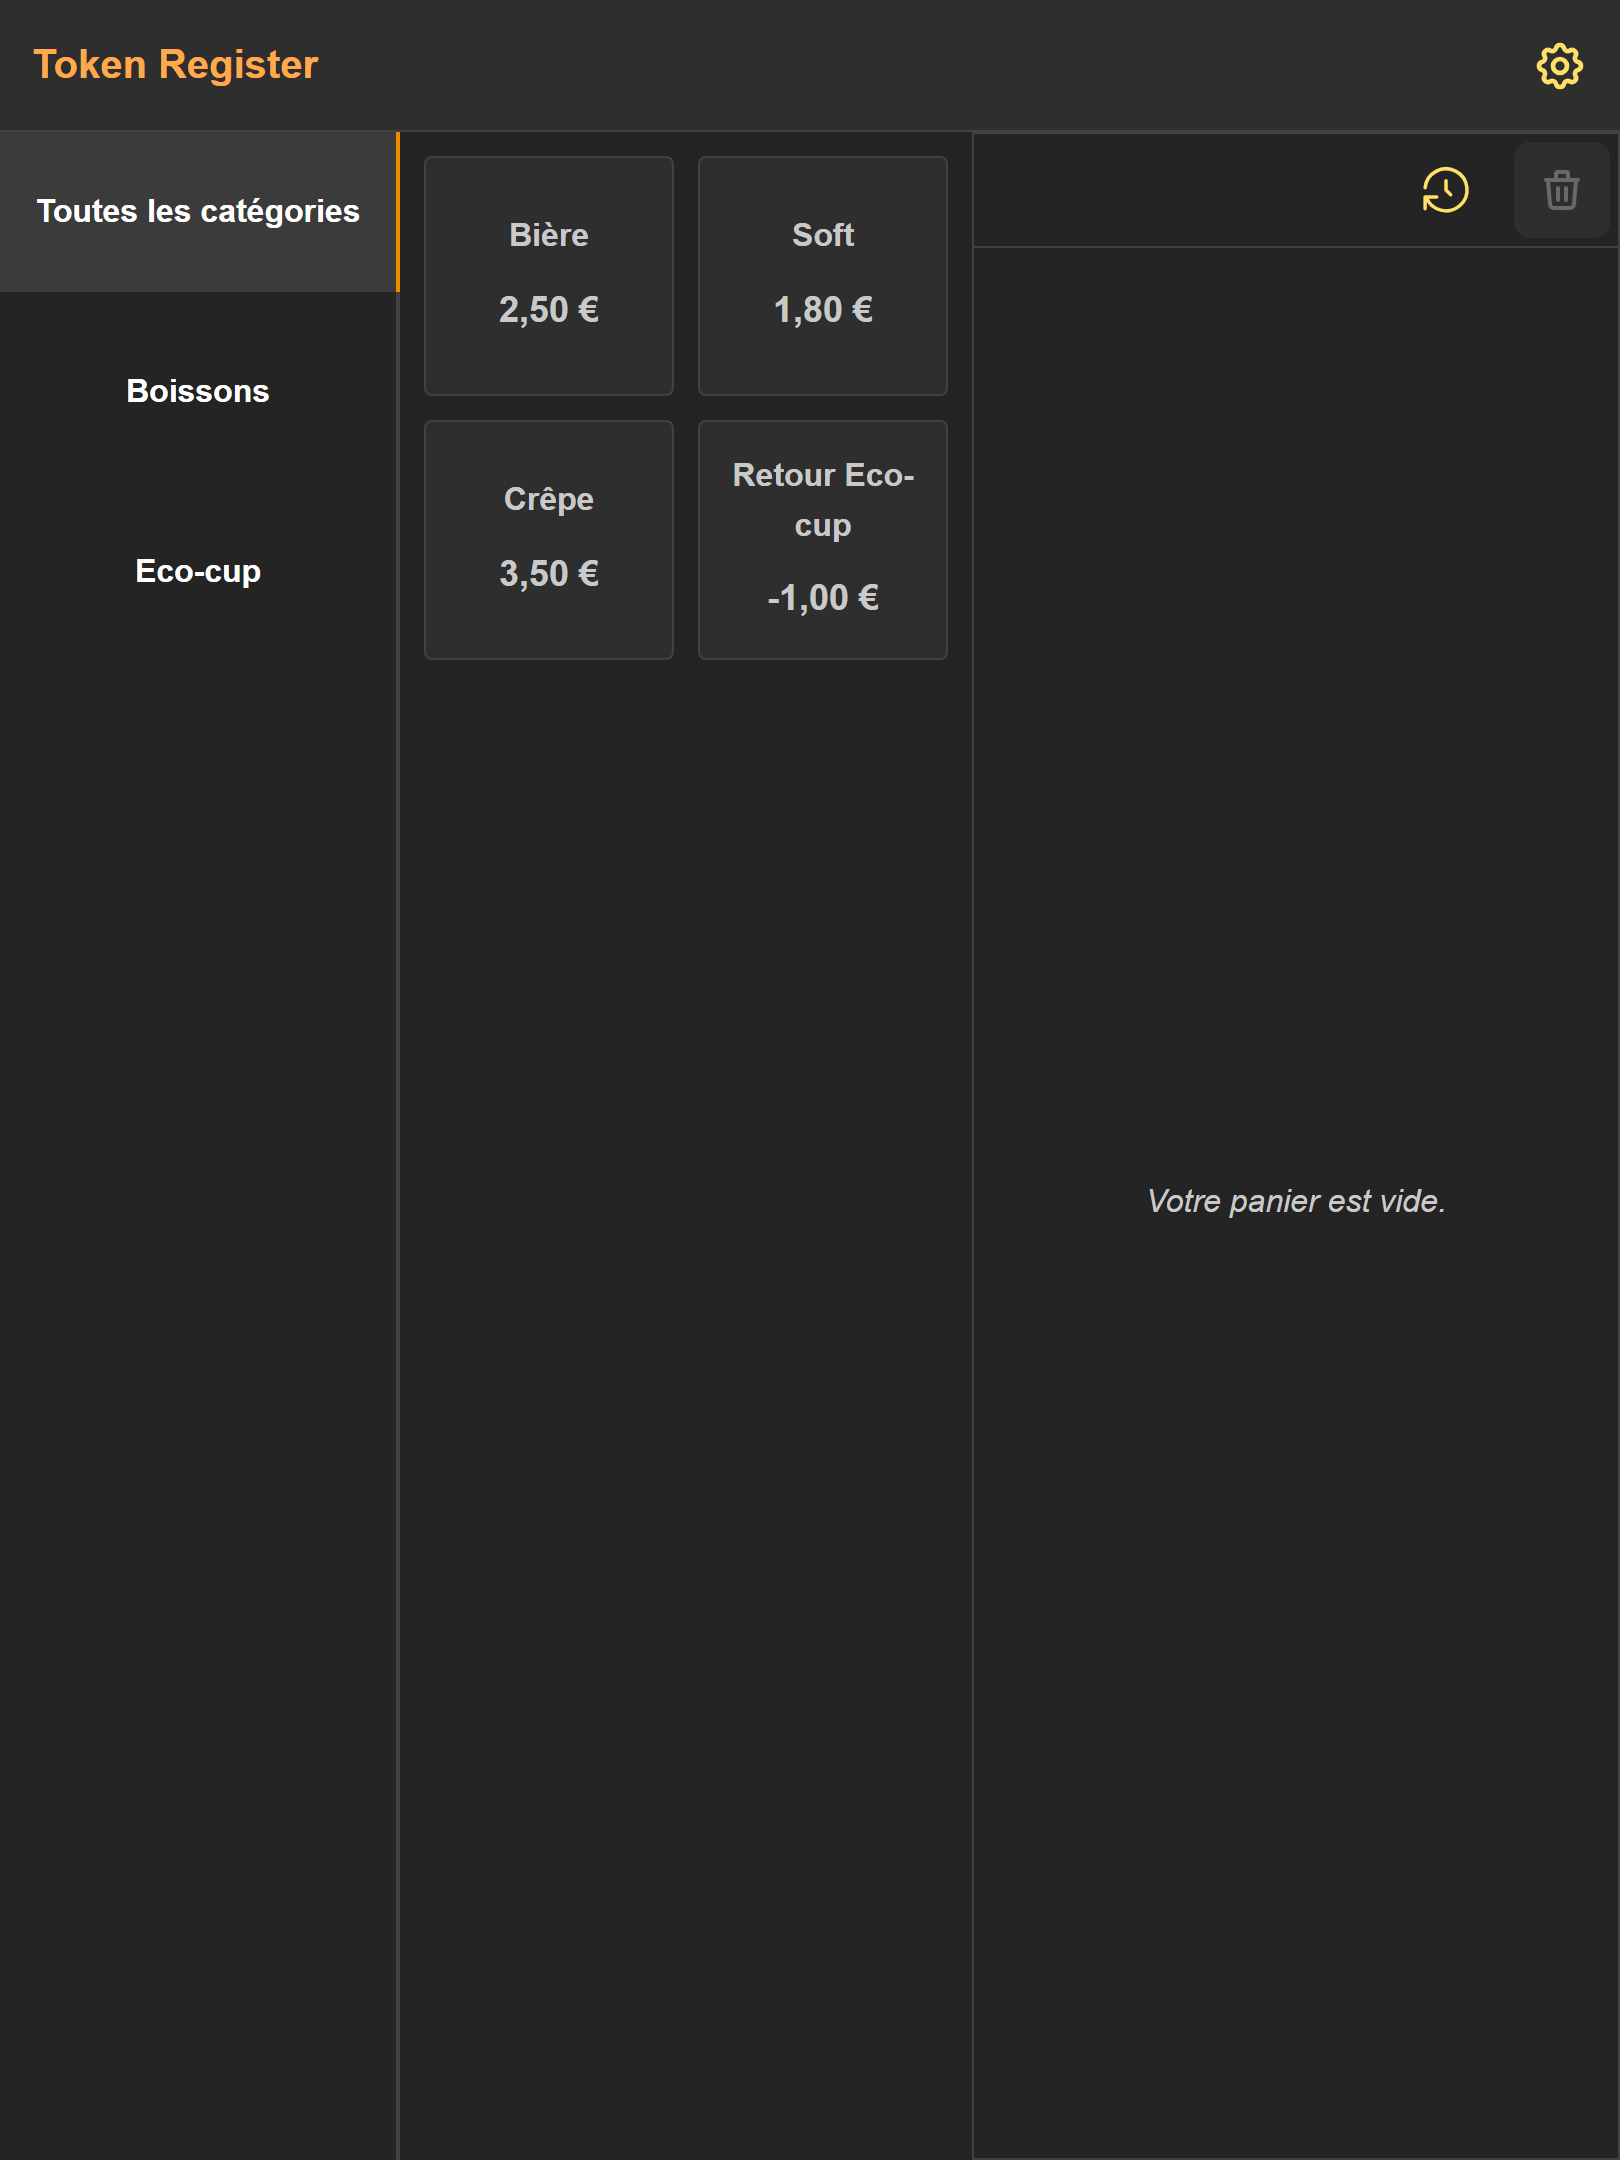 Token Register
Toutes les catégories
Boissons
Eco-cup
Bière
2,50 €
Soft
1,80 €
Crêpe
3,50 €
Retour Eco-
cup
-1,00 €
Votre panier est vide.